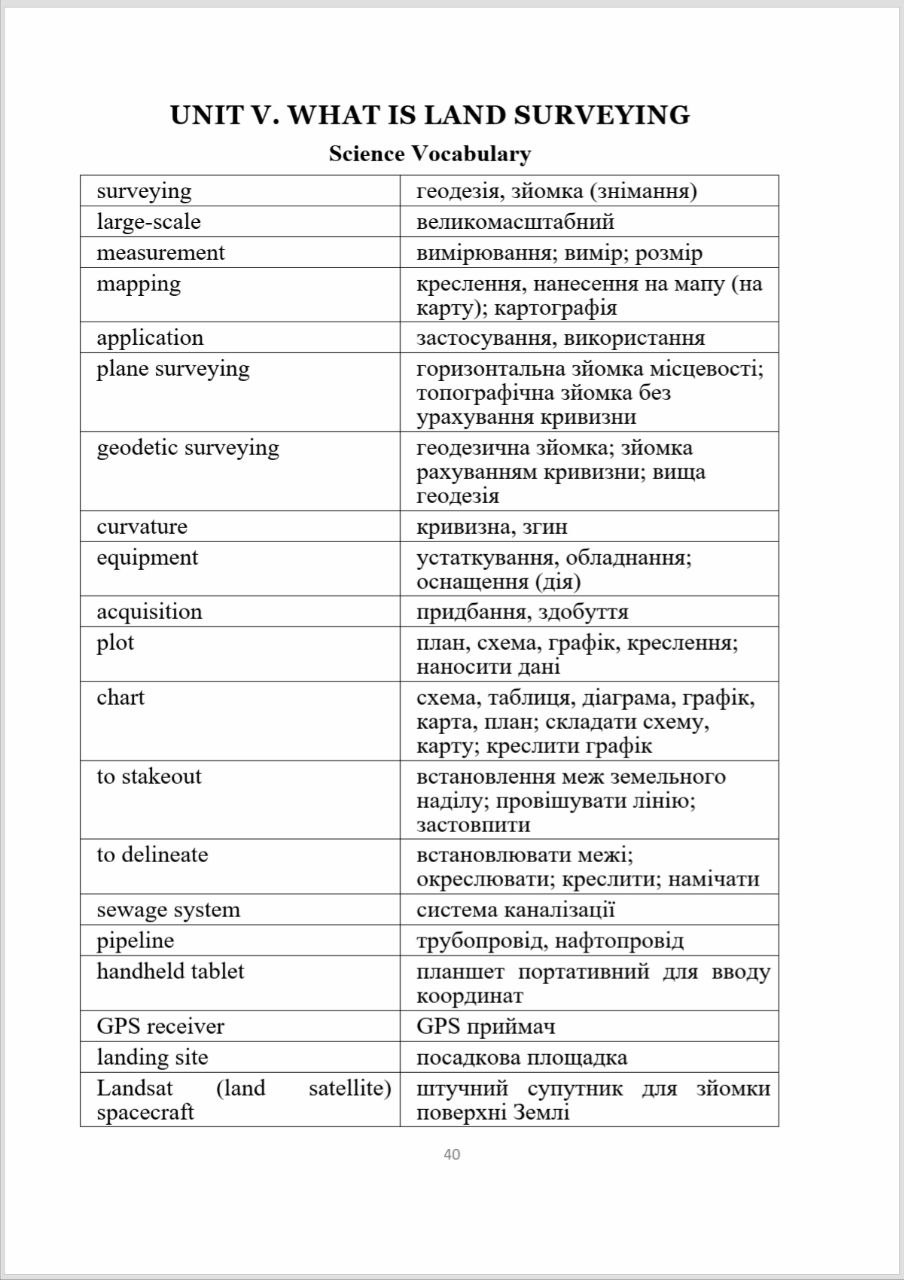 UNIT V. WHAT IS LAND SURVEYING
Science Vocabulary
surveying геодезія, зйомка (знімання)
large-scale великомасштабний
measurement вимірювання; вимір; розмір
mapping креслення, нанесення на мапу (на
карту); картографія
application застосування, використання
plane surveying горизонтальна зйомка місцевості;
топографічна зйомка без
урахування кривизни
geodetic surveying геодезична зйомка; зйомка
рахуванням кривизни; вища
геодезія
curvature кривизна, згин
equipment устаткування, обладнання;
оснащення (дія)
acquisition придбання, здобуття
plot план, схема, графік, креслення;
наносити дані
chart схема, таблиця, діаграма, графік,
карта, план; складати схему,
карту; креслити графік
to stakeout встановлення меж земельного
наділу; провішувати лінію;
застовпити
to delineate встановлювати межі;
окреслювати; креслити; намічати
sewage system система каналізації
pipeline трубопровід, нафтопровід
handheld tablet планшет портативний для вводу
координат
GPS receiver GPS приймач
landing site посадкова площадка
Landsat (land satellite) штучний супутник для зйомки
spacecraft поверхні Землі
40